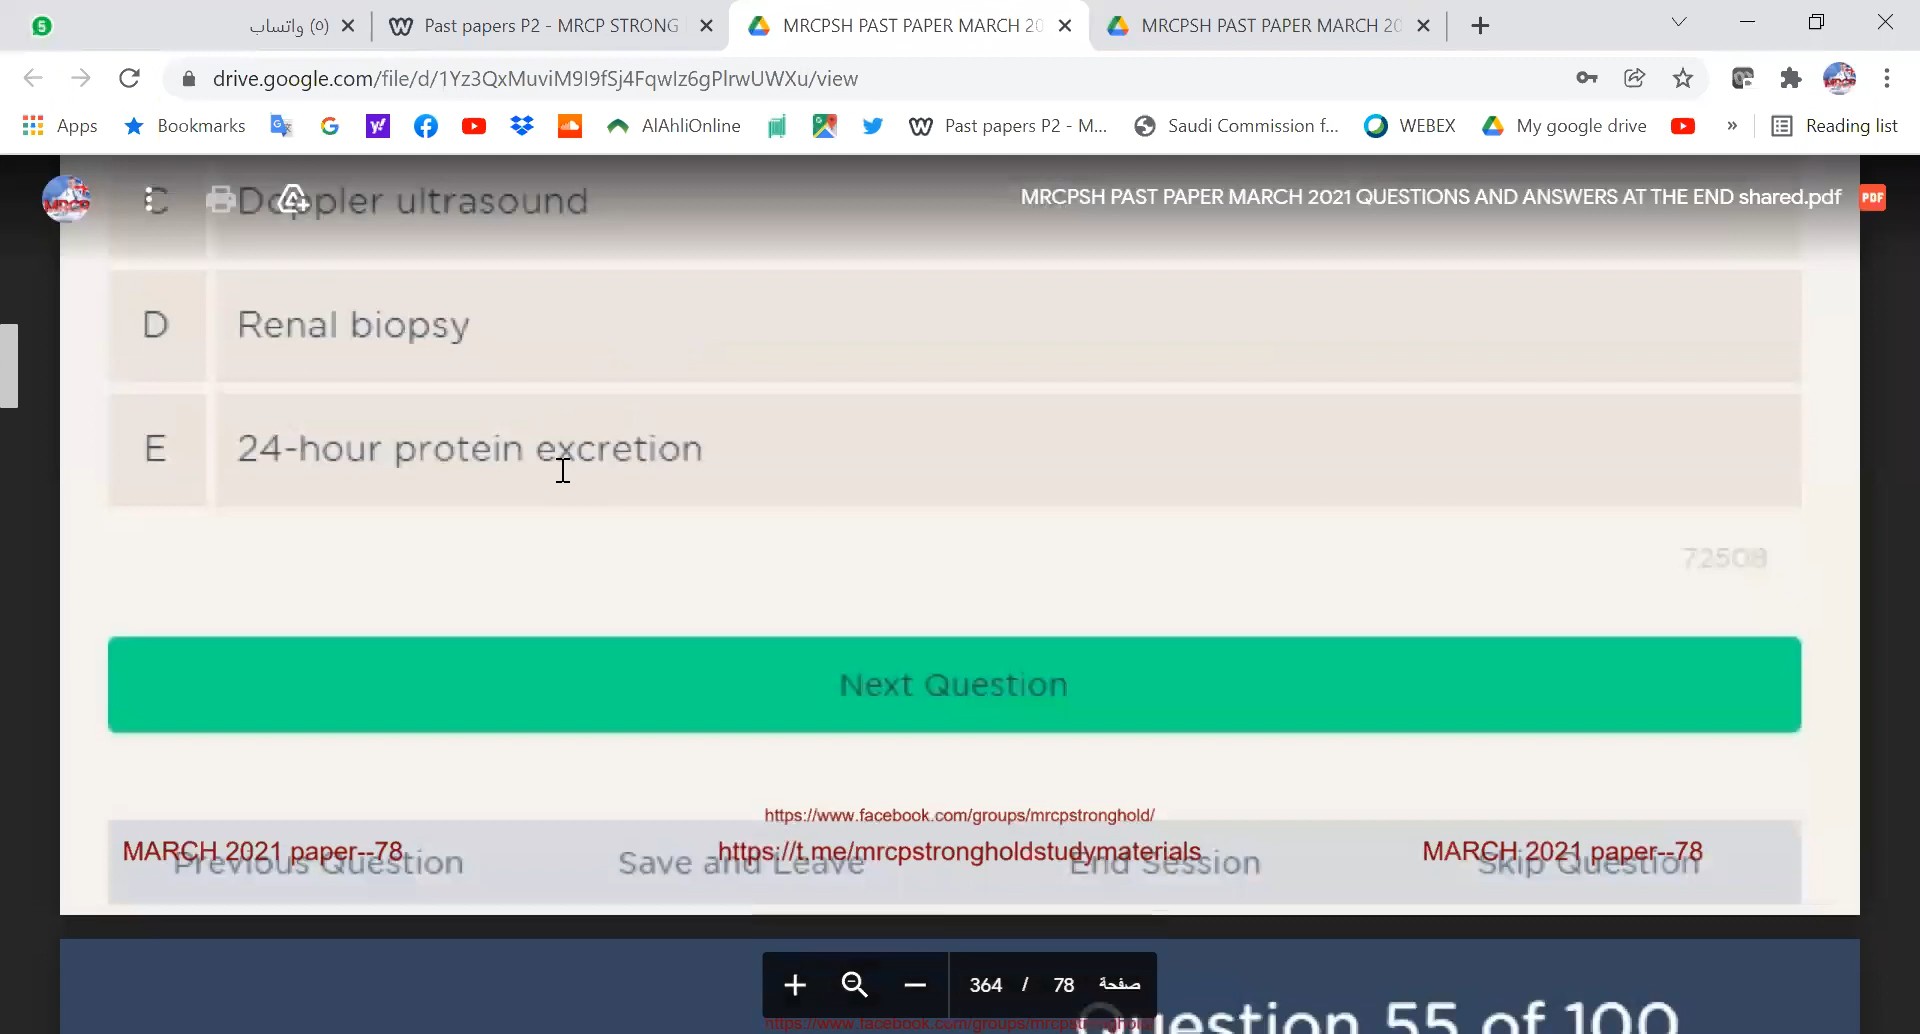 5
واتساب (٥)
Past papers P2 - MRCP STRONG
MRCPSH PAST PAPER MARCH 20
MRCPSH PAST PAPER MARCH 20
drive.google.com/file/d/1Yz3QxMuviM9I9fSj4FqwIz6gPlrwUWXu/view
Apps
Bookmarks
AlAhliOnline
Past papers P2 - M...
Saudi Commission f...
WEBEX
My google drive
Reading list
C Doppler ultrasound
MRCPSH PAST PAPER MARCH 2021 QUESTIONS AND ANSWERS AT THE END shared.pdf
PDF
D Renal biopsy
E 24-hour protein excretion
72508
Next Question
https://www.facebook.com/groups/mrcpstronghold/
MARCH 2021 paper--78
https://t.me/mrcpstrongholdstudymaterials
MARCH 2021 paper--78
Previous Question
Save and Leave
End Session
Skip Question
364 / 78 صفحة
Question 55 of 100